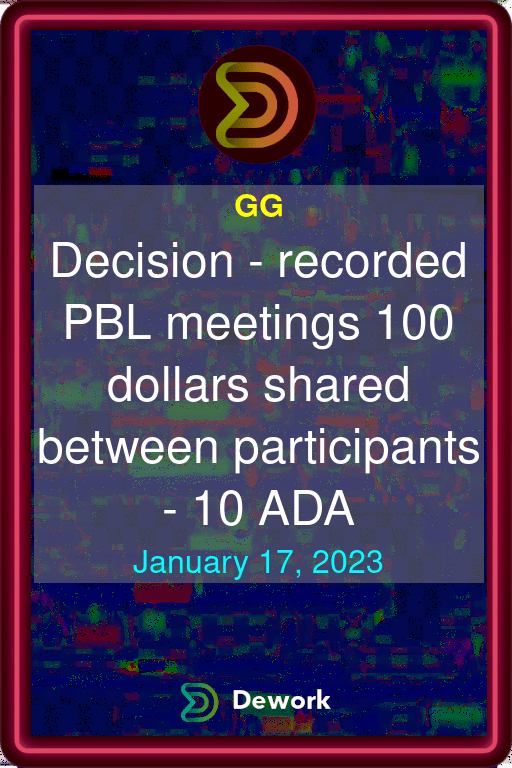 GG
Decision - recorded
PBL meetings 100
dollars shared
between participants
- 10 ADA
January 17, 2023
Dework